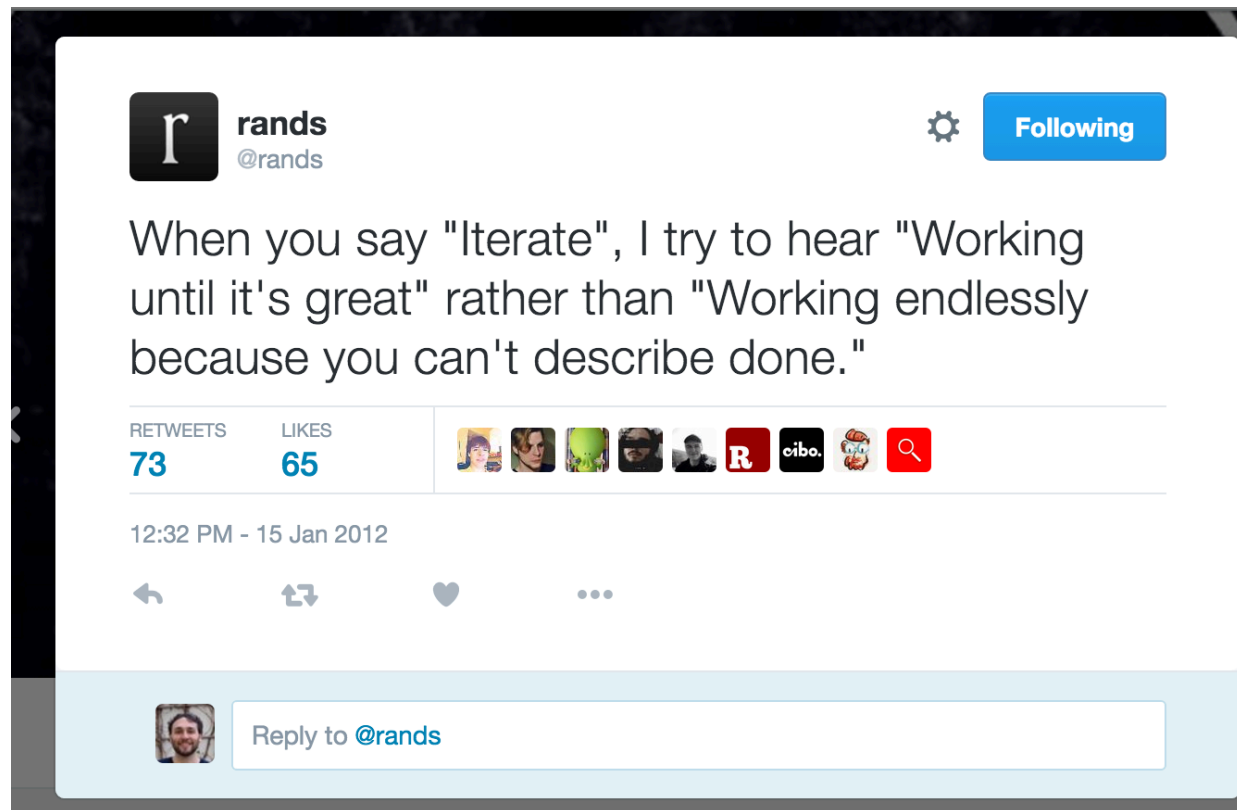 r
rands
@rands
Following
When you say "Iterate", I try to hear "Working
until it's great" rather than "Working endlessly
because you can't describe done."
RETWEETS LIKES
73 65
R
cibo.
12:32 PM - 15 Jan 2012
Reply to @rands